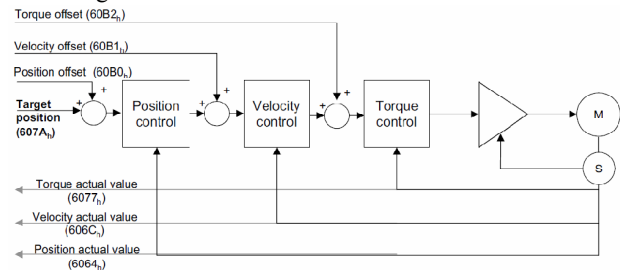 Torque offset (60B2h)
Velocity offset (60B1h)
Position offset (60B0h)
+
+
+
Target
position
(607Ah)
+
+
+
Position
control
Velocity
control
Torque
control
M
S
Torque actual value
(6077h)
Velocity actual value
(606Ch)
Position actual value
(6064h)